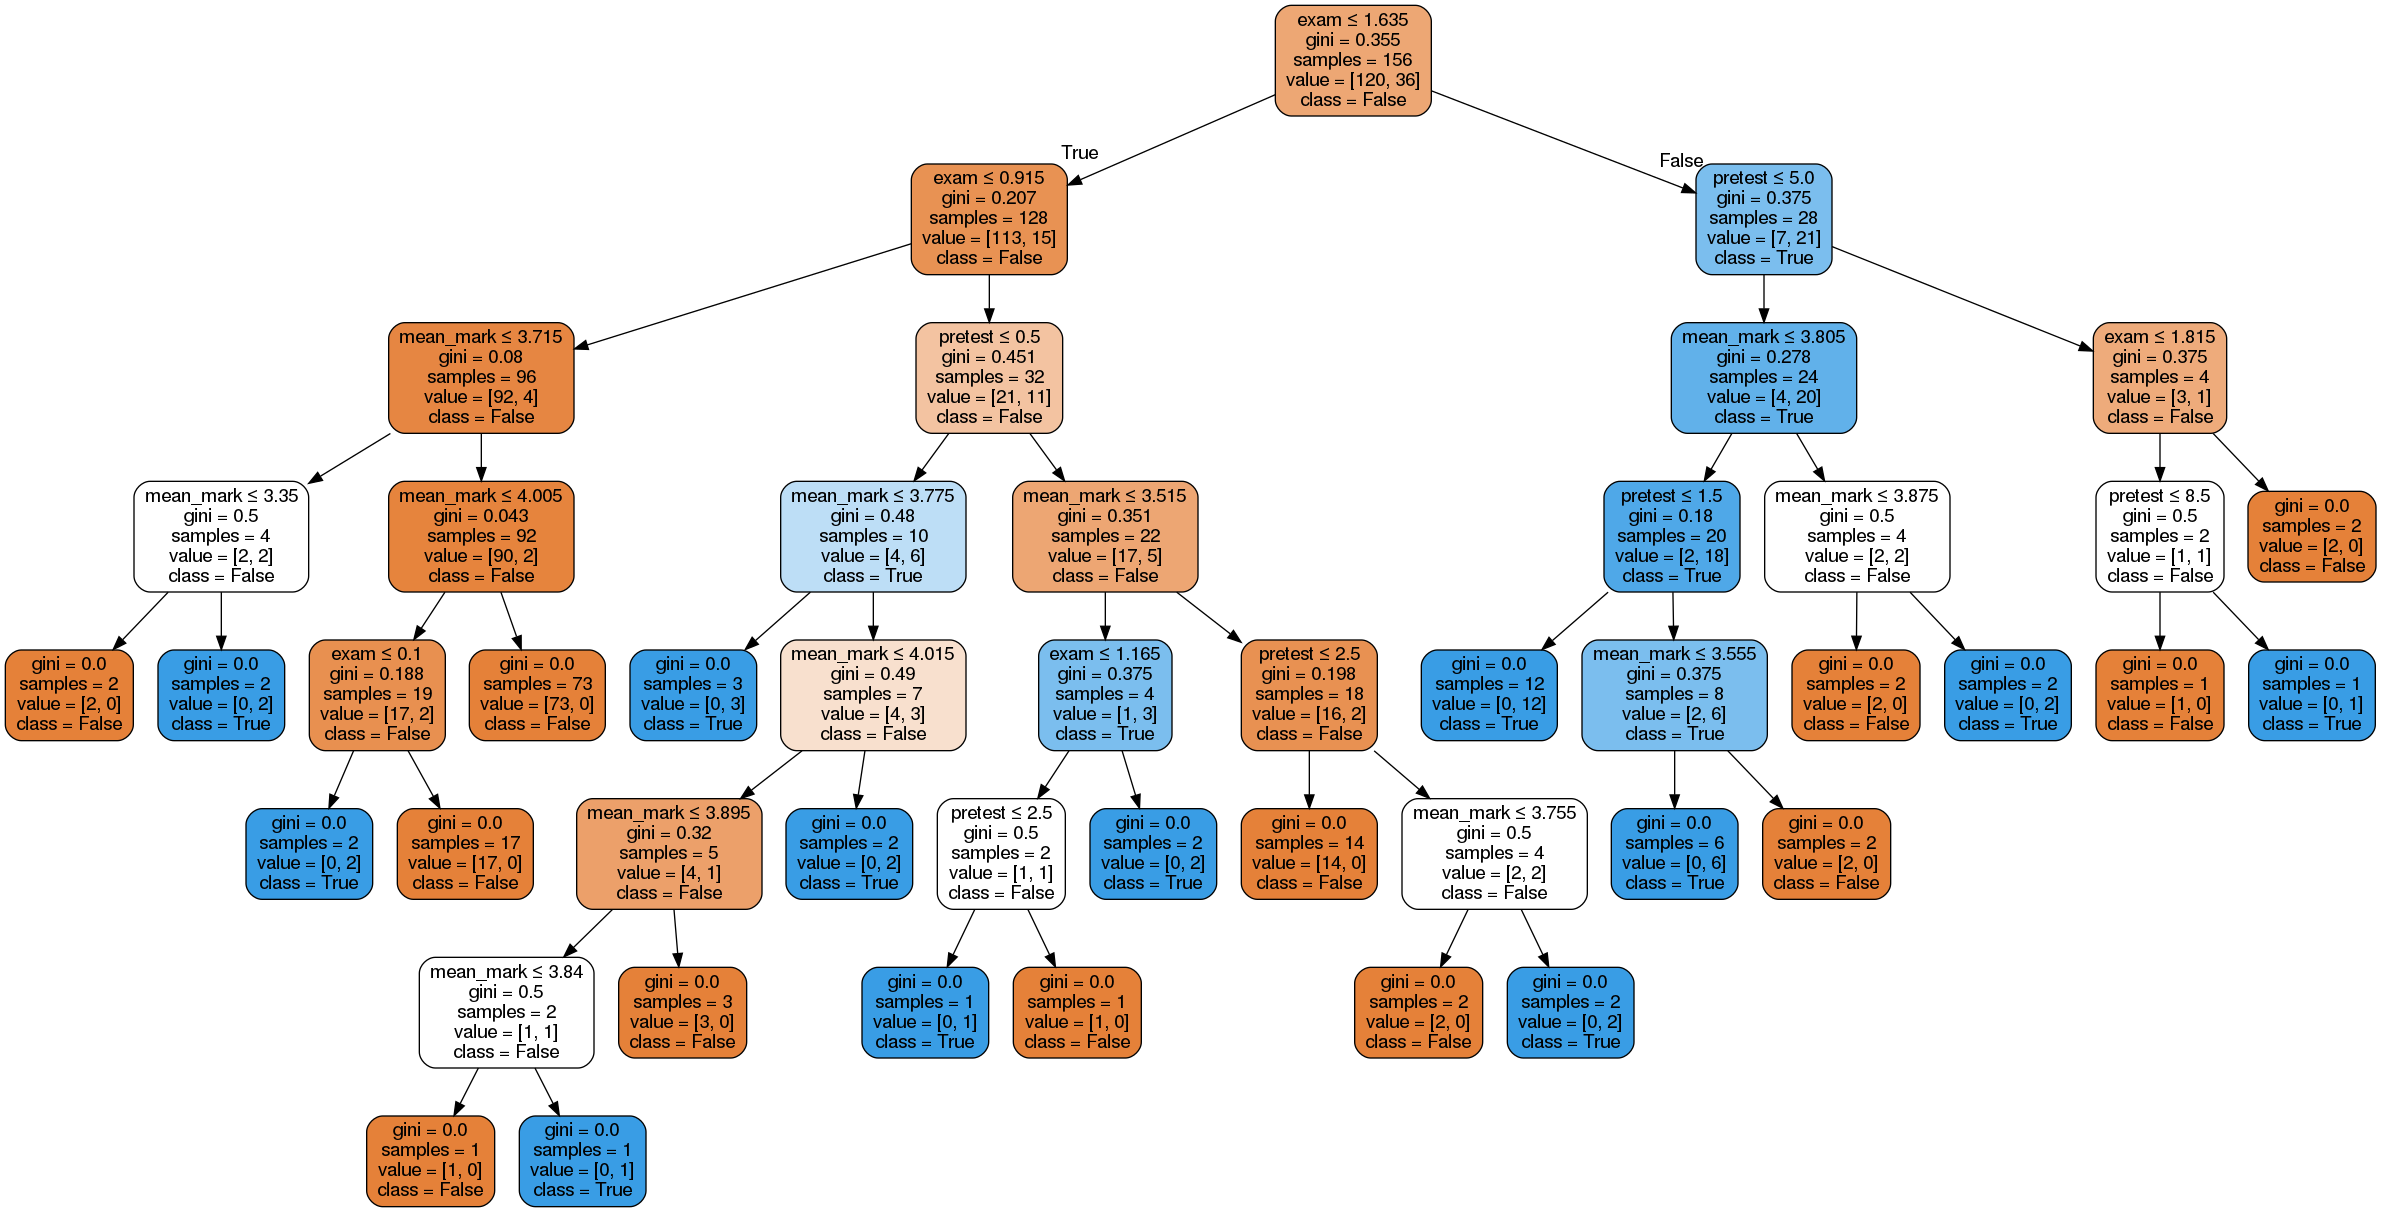 exam ≤ 1.635
gini = 0.355
samples = 156
value = [120, 36]
class = False
True
False
exam ≤ 0.915
gini = 0.207
samples = 128
value = [113, 15]
class = False
pretest ≤ 5.0
gini = 0.375
samples = 28
value = [7, 21]
class = True
mean_mark ≤ 3.715
gini = 0.08
samples = 96
value = [92, 4]
class = False
pretest ≤ 0.5
gini = 0.451
samples = 32
value = [21, 11]
class = False
mean_mark ≤ 3.805
gini = 0.278
samples = 24
value = [4, 20]
class = True
exam ≤ 1.815
gini = 0.375
samples = 4
value = [3, 1]
class = False
mean_mark ≤ 3.35
gini = 0.5
samples = 4
value = [2, 2]
class = False
mean_mark ≤ 4.005
gini = 0.043
samples = 92
value = [90, 2]
class = False
mean_mark ≤ 3.775
gini = 0.48
samples = 10
value = [4, 6]
class = True
mean_mark ≤ 3.515
gini = 0.351
samples = 22
value = [17, 5]
class = False
pretest ≤ 1.5
gini = 0.18
samples = 20
value = [2, 18]
class = True
mean_mark ≤ 3.875
gini = 0.5
samples = 4
value = [2, 2]
class = False
pretest ≤ 8.5
gini = 0.5
samples = 2
value = [1, 1]
class = False
gini = 0.0
samples = 2
value = [2, 0]
class = False
gini = 0.0
samples = 2
value = [2, 0]
class = False
gini = 0.0
samples = 2
value = [0, 2]
class = True
exam ≤ 0.1
gini = 0.188
samples = 19
value = [17, 2]
class = False
gini = 0.0
samples = 73
value = [73, 0]
class = False
gini = 0.0
samples = 3
value = [0, 3]
class = True
mean_mark ≤ 4.015
gini = 0.49
samples = 7
value = [4, 3]
class = False
exam ≤ 1.165
gini = 0.375
samples = 4
value = [1, 3]
class = True
pretest ≤ 2.5
gini = 0.198
samples = 18
value = [16, 2]
class = False
gini = 0.0
samples = 12
value = [0, 12]
class = True
mean_mark ≤ 3.555
gini = 0.375
samples = 8
value = [2, 6]
class = True
gini = 0.0
samples = 2
value = [2, 0]
class = False
gini = 0.0
samples = 2
value = [0, 2]
class = True
gini = 0.0
samples = 1
value = [1, 0]
class = False
gini = 0.0
samples = 1
value = [0, 1]
class = True
gini = 0.0
samples = 2
value = [0, 2]
class = True
gini = 0.0
samples = 17
value = [17, 0]
class = False
mean_mark ≤ 3.895
gini = 0.32
samples = 5
value = [4, 1]
class = False
gini = 0.0
samples = 2
value = [0, 2]
class = True
pretest ≤ 2.5
gini = 0.5
samples = 2
value = [1, 1]
class = False
gini = 0.0
samples = 2
value = [0, 2]
class = True
gini = 0.0
samples = 14
value = [14, 0]
class = False
mean_mark ≤ 3.755
gini = 0.5
samples = 4
value = [2, 2]
class = False
gini = 0.0
samples = 6
value = [0, 6]
class = True
gini = 0.0
samples = 2
value = [2, 0]
class = False
mean_mark ≤ 3.84
gini = 0.5
samples = 2
value = [1, 1]
class = False
gini = 0.0
samples = 3
value = [3, 0]
class = False
gini = 0.0
samples = 1
value = [0, 1]
class = True
gini = 0.0
samples = 1
value = [1, 0]
class = False
gini = 0.0
samples = 2
value = [2, 0]
class = False
gini = 0.0
samples = 2
value = [0, 2]
class = True
gini = 0.0
samples = 1
value = [1, 0]
class = False
gini = 0.0
samples = 1
value = [0, 1]
class = True